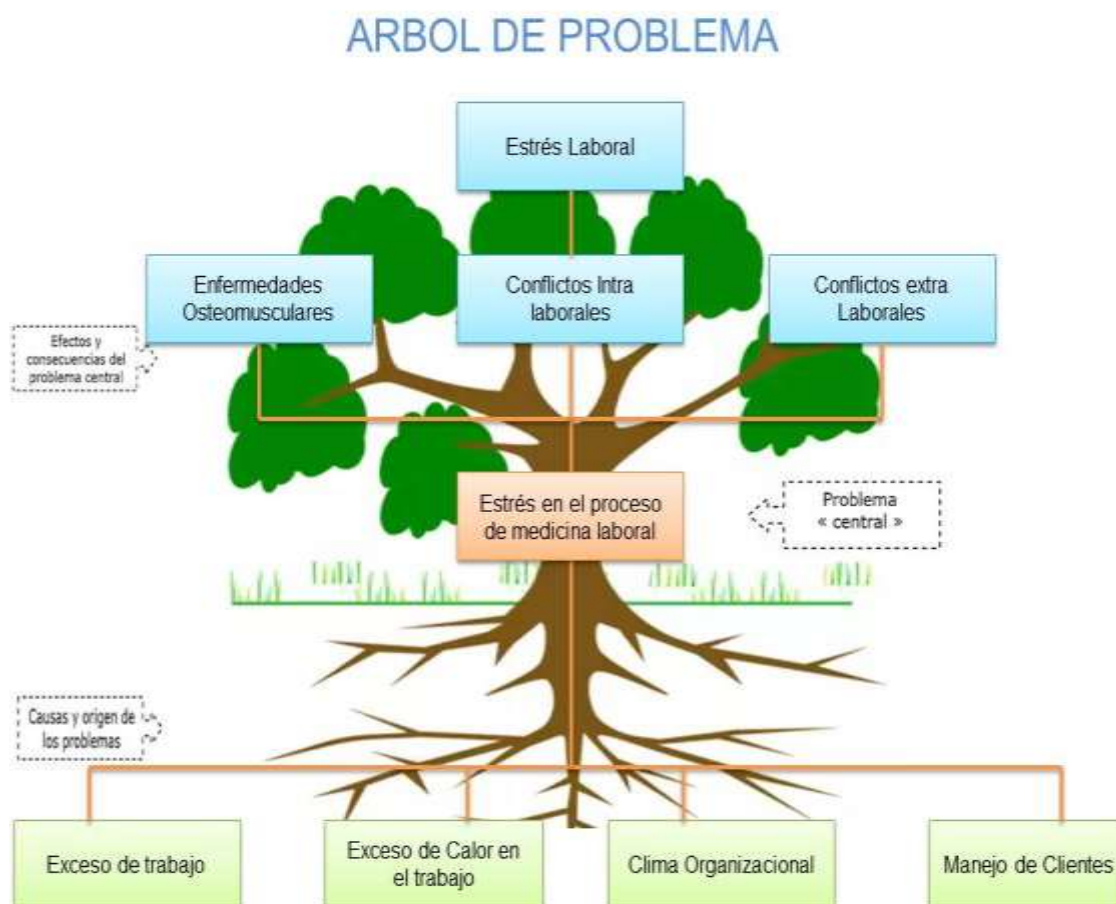 ARBOL DE PROBLEMA
Estrés Laboral
Enfermedades
Osteomusculares
Conflictos Intra
laborales
Conflictos extra
Laborales
Efectos y
consecuencias del
problema central
Estrés en el proceso
de medicina laboral
Problema
« central »
Causas y origen de
los problemas
Exceso de trabajo
Exceso de Calor en
el trabajo
Clima Organizacional
Manejo de Clientes